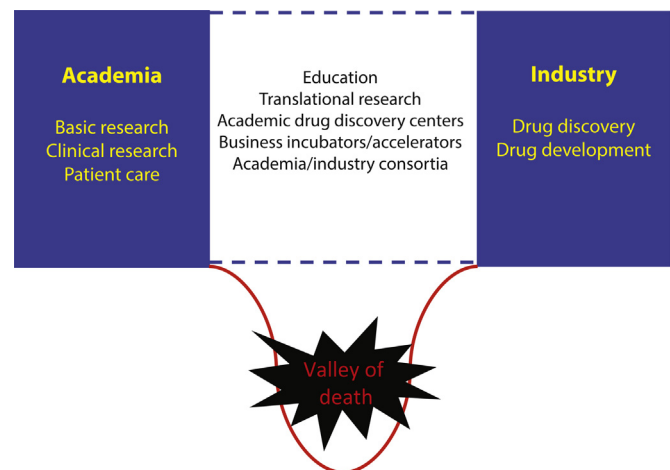 Academia
Basic research
Clinical research
Patient care
Education
Translational research
Academic drug discovery centers
Business incubators/accelerators
Academia/industry consortia
Industry
Drug discovery
Drug development
Valley of
death